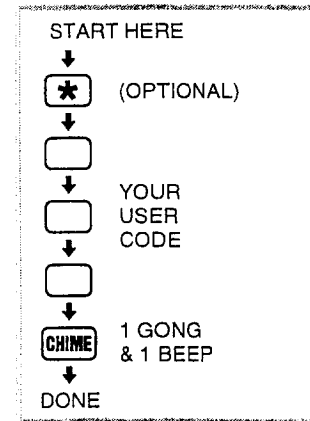 START HERE
* (OPTIONAL)
YOUR
USER
CODE
CHIME 1 GONG
& 1 BEEP
DONE